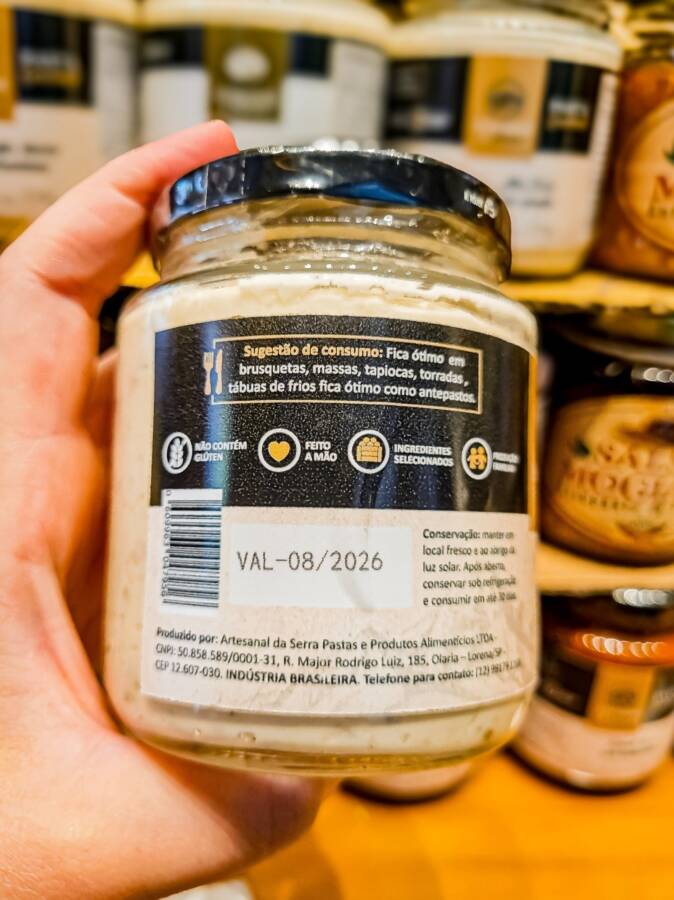 Sugestão de consumo: Fica ótimo em
brusquetas, massas, tapiocas, torradas,
tábuas de frios fica ótimo como antepastos.
NÃO CONTÉM
GLÚTEN
FEITO
A MÃO
INGREDIENTES
SELECIONADOS
VAL-08/2026
Conservação: manter em
local fresco e ao abrigo da
luz solar. Após aberto,
conservar sob refrigeração
e consumir em até 30 dias.
Produzido por: Artesanal da Serra Pastas e Produtos Alimentícios LTDA
CNPJ: 50.858.589/0001-31, R. Major Rodrigo Luiz, 185, Olaria – Lorena/SP -
CEP 12.607-030. INDÚSTRIA BRASILEIRA. Telefone para contato: (12)